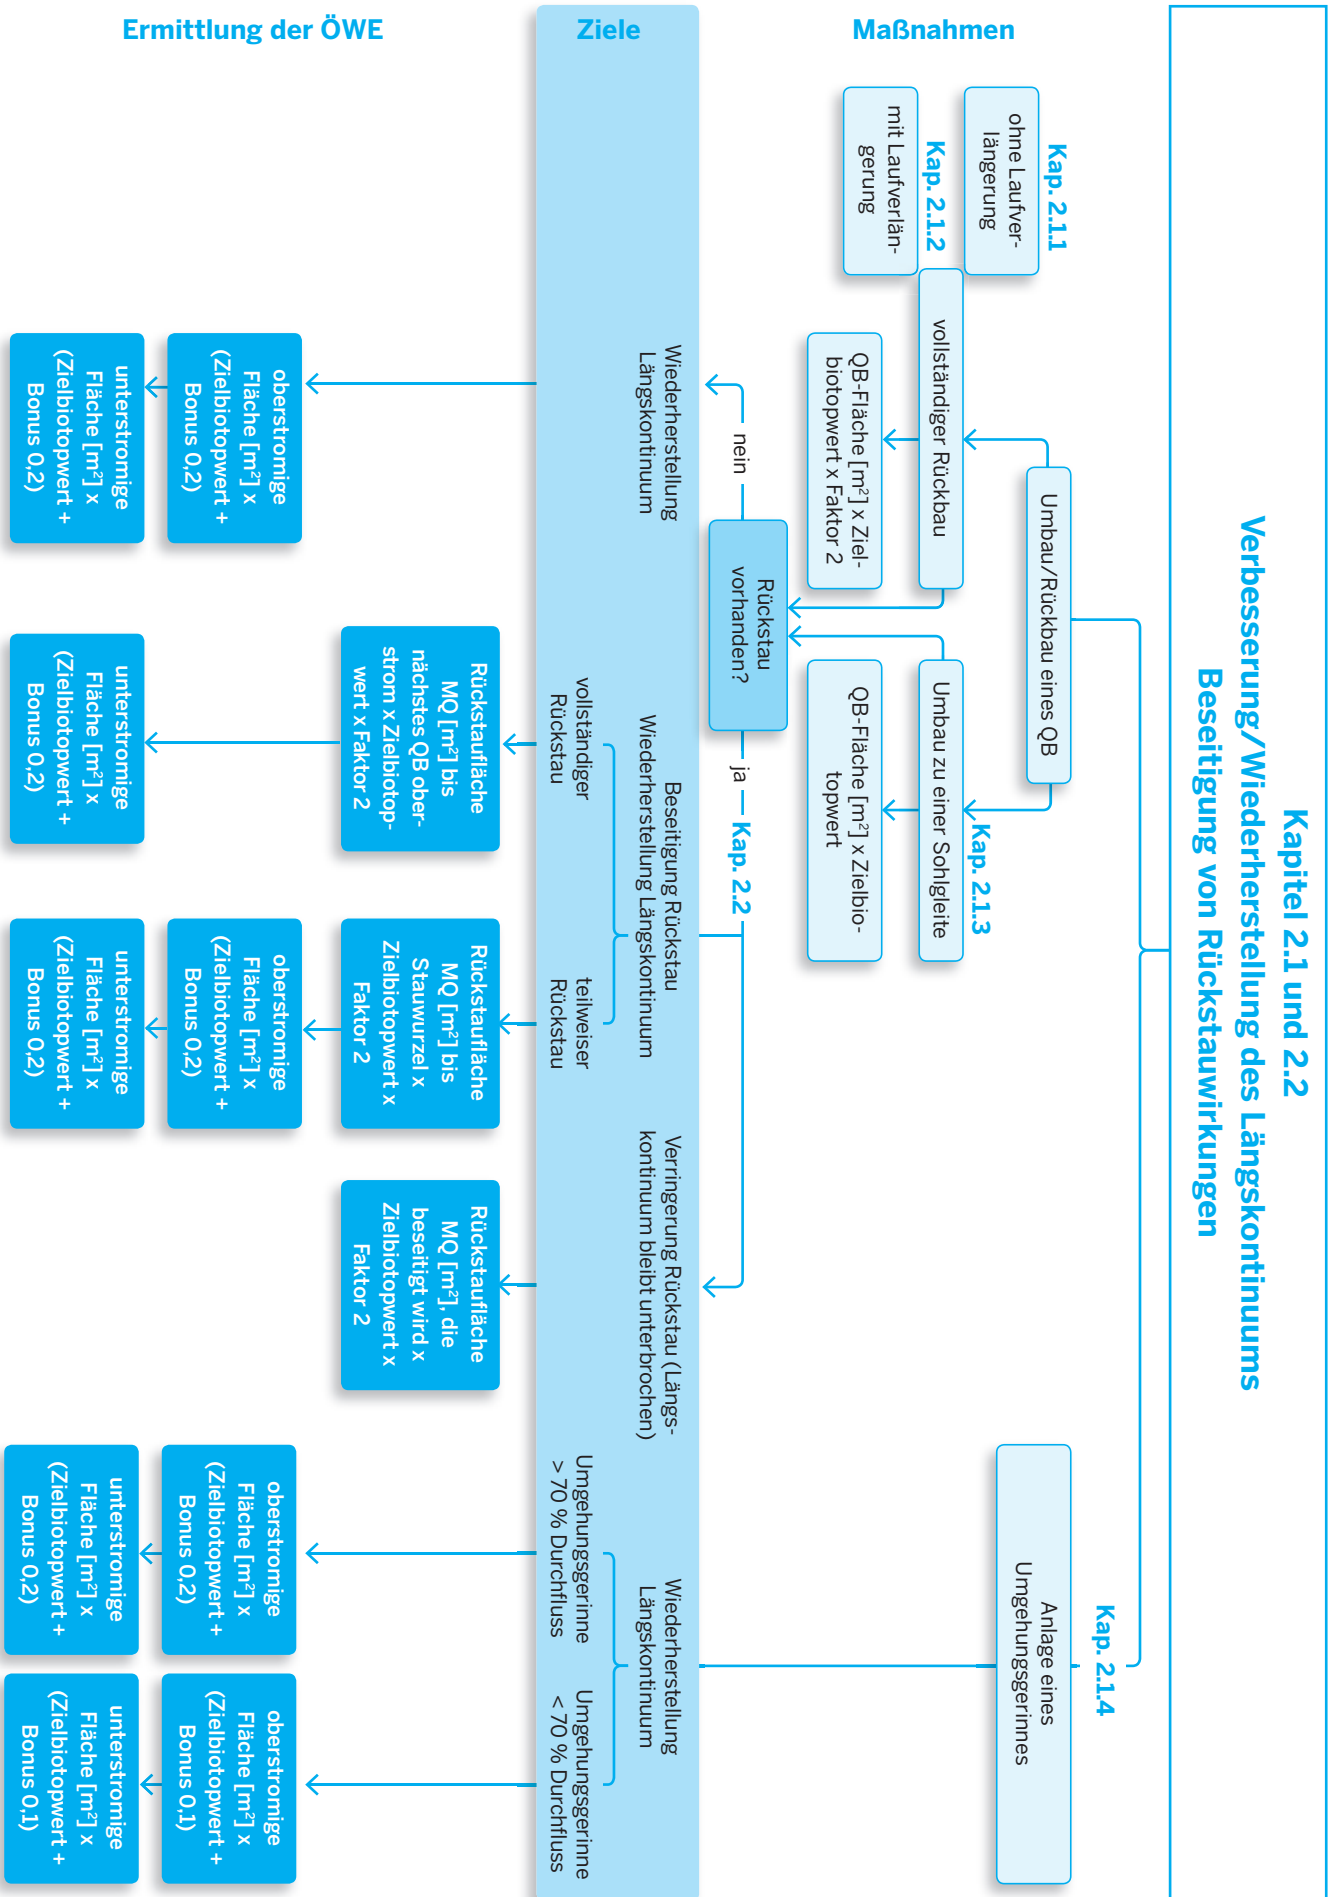 Kapitel 2.1 und 2.2
Verbesserung/Wiederherstellung des Längskontinuums
Beseitigung von Rückstauwirkungen
Maßnahmen
Umbau/Rückbau eines QB
Kap. 2.1.4
Anlage eines
Umgehungsgerinnes
Kap. 2.1.1
ohne Laufver-
längerung
Kap. 2.1.2
mit Laufverlän-
gerung
vollständiger Rückbau
QB-Fläche [m²] x Ziel-
biotopwert x Faktor 2
Kap. 2.1.3
Umbau zu einer Sohlgleite
QB-Fläche [m²] x Zielbio-
topwert
Rückstau
vorhanden?
nein
ja
Kap. 2.2
Ziele
Wiederherstellung
Längskontinuum
Beseitigung Rückstau
Wiederherstellung Längskontinuum
vollständiger
Rückstau
teilweiser
Rückstau
Verringerung Rückstau (Längs-
kontinuum bleibt unterbrochen)
Wiederherstellung
Längskontinuum
Umgehungsgerinne
> 70 % Durchfluss
Umgehungsgerinne
< 70 % Durchfluss
Ermittlung der ÖWE
oberstromige
Fläche [m²] x
(Zielbiotopwert +
Bonus 0,2)
unterstromige
Fläche [m²] x
(Zielbiotopwert +
Bonus 0,2)
Rückstaufläche
MQ [m²] bis
nächstes QB ober-
strom x Zielbiotop-
wert x Faktor 2
unterstromige
Fläche [m²] x
(Zielbiotopwert +
Bonus 0,2)
Rückstaufläche
MQ [m²] bis
Stauwurzel x
Zielbiotopwert x
Faktor 2
oberstromige
Fläche [m²] x
(Zielbiotopwert +
Bonus 0,2)
unterstromige
Fläche [m²] x
(Zielbiotopwert +
Bonus 0,2)
Rückstaufläche
MQ [m²], die
beseitigt wird x
Zielbiotopwert x
Faktor 2
oberstromige
Fläche [m²] x
(Zielbiotopwert +
Bonus 0,2)
unterstromige
Fläche [m²] x
(Zielbiotopwert +
Bonus 0,2)
oberstromige
Fläche [m²] x
(Zielbiotopwert +
Bonus 0,1)
unterstromige
Fläche [m²] x
(Zielbiotopwert +
Bonus 0,1)